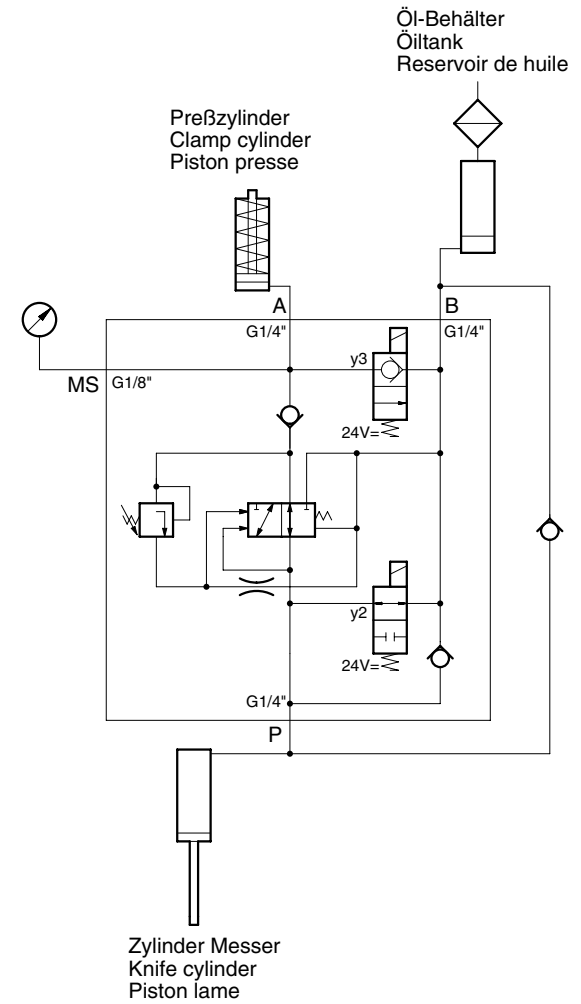 Öl-Behälter
Öiltank
Reservoir de huile
Preßzylinder
Clamp cylinder
Piston presse
A
B
G1/4"
G1/4"
y3
MS
G1/8"
24V=
y2
24V=
G1/4"
P
Zylinder Messer
Knife cylinder
Piston lame